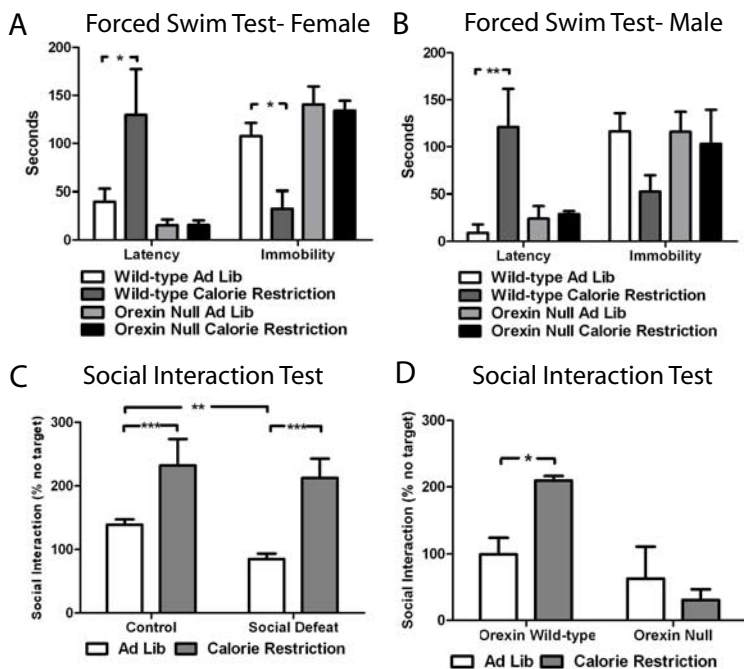 A
Forced Swim Test- Female
200
150
100
50
0
Seconds
*
*
Latency
Immobility
Wild-type Ad Lib
Wild-type Calorie Restriction
Orexin Null Ad Lib
Orexin Null Calorie Restriction
B
Forced Swim Test- Male
200
150
100
50
0
Seconds
**
Latency
Immobility
Wild-type Ad Lib
Wild-type Calorie Restriction
Orexin Null Ad Lib
Orexin Null Calorie Restriction
C
Social Interaction Test
300
200
100
0
Social Interaction (% no target)
**
***
***
Control
Social Defeat
Ad Lib
Calorie Restriction
D
Social Interaction Test
300
200
100
0
Social Interaction (% no target)
*
Orexin Wild-type
Orexin Null
Ad Lib
Calorie Restriction